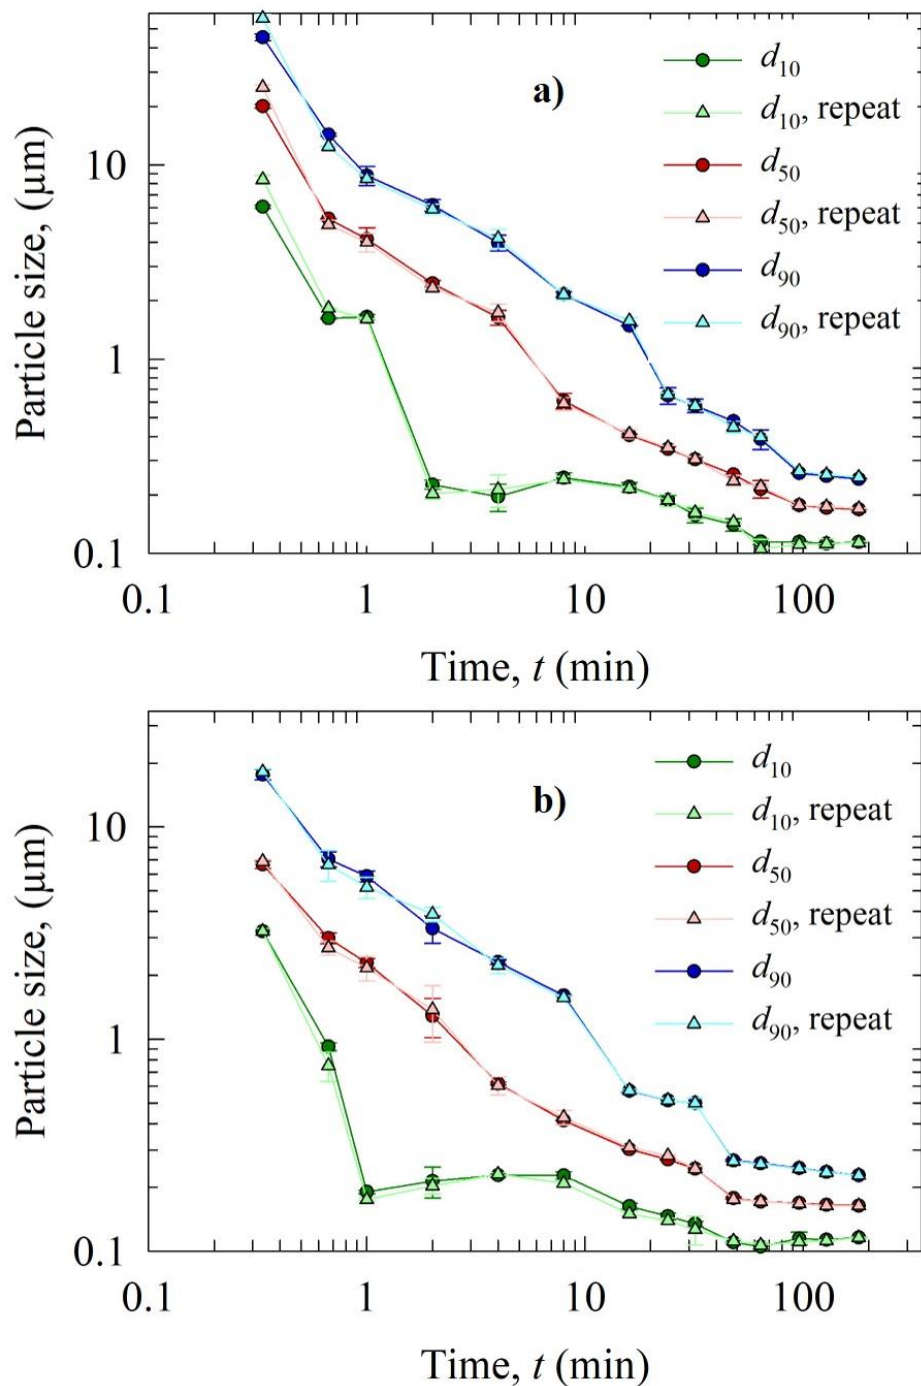 a)
d10
d10, repeat
d50
d50, repeat
d90
d90, repeat
Particle size, (μm)
10
1
0.1
0.1 1 10 100
Time, t (min)
b)
d10
d10, repeat
d50
d50, repeat
d90
d90, repeat
Particle size, (μm)
10
1
0.1
0.1 1 10 100
Time, t (min)